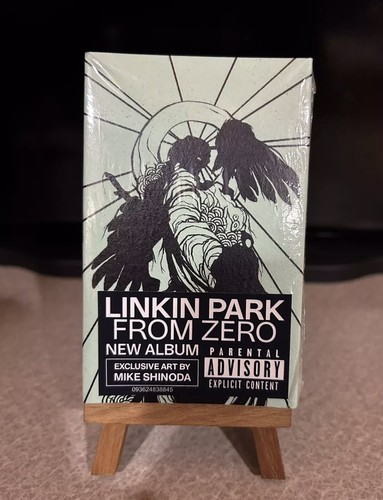 LINKIN PARK
FROM ZERO
NEW ALBUM
EXCLUSIVE ART BY
MIKE SHINODA
093624838845
PARENTAL
ADVISORY
EXPLICIT CONTENT